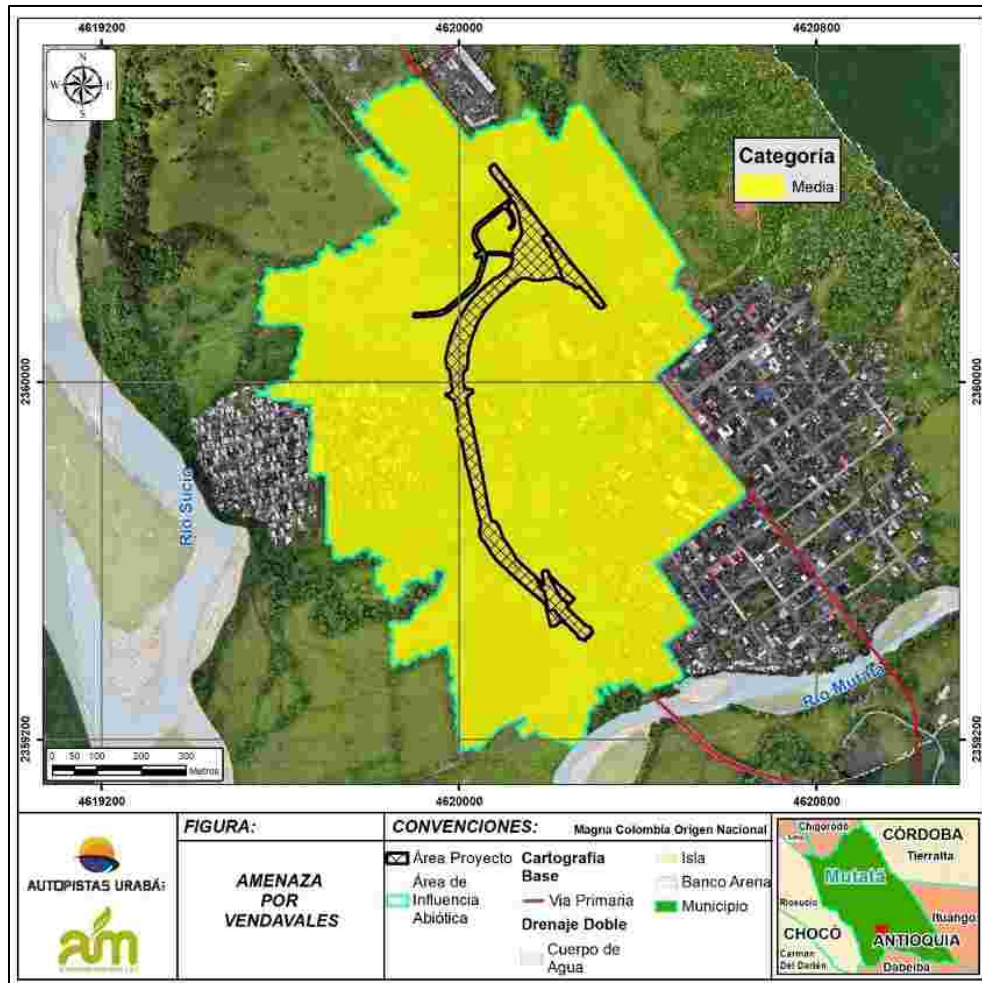 4619200 4620000 4620800
N
W E
S
Categoría
Media
2360000
2360000
Río Sucio
Río Mutatá
2359200
2359200
0 50 100 200 300
Metros
4619200 4620000 4620800
AUTOPISTAS URABÁ
FIGURA:
AMENAZA
POR
VENDAVALES
CONVENCIONES: Magna Colombia Origen Nacional
Área Proyecto
Área de
Influencia
Abiótica
Cartografía
Base
Vía Primaria
Drenaje Doble
Cuerpo de
Agua
Isla
Banco Arena
Municipio
Chigorodó
CÓRDOBA
Tierralta
Mutatá
Riosucio
Ituango
CHOCÓ
ANTIOQUIA
Carmen
Del Darién
Dabeiba